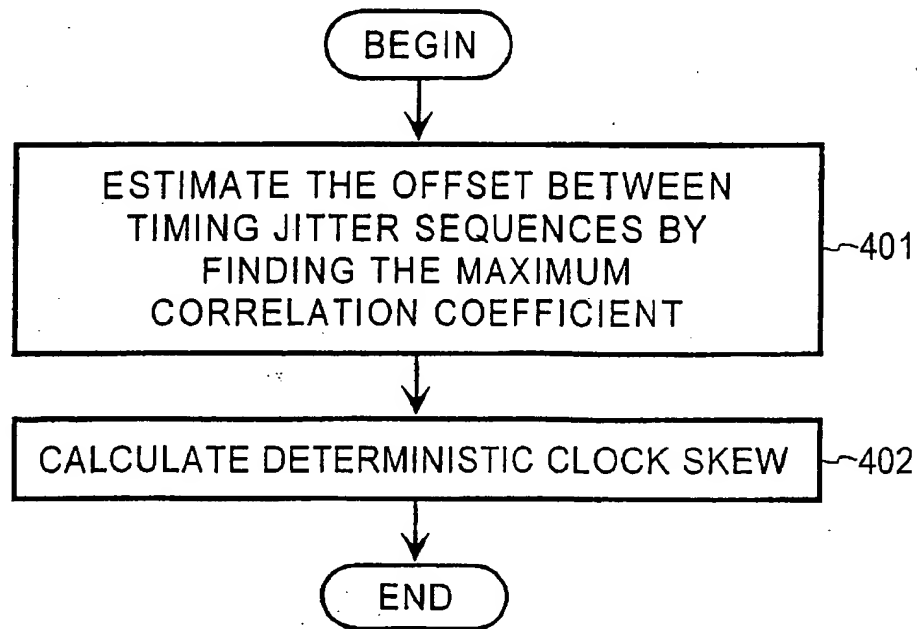 BEGIN
ESTIMATE THE OFFSET BETWEEN
TIMING JITTER SEQUENCES BY
FINDING THE MAXIMUM
CORRELATION COEFFICIENT
401
CALCULATE DETERMINISTIC CLOCK SKEW
402
END